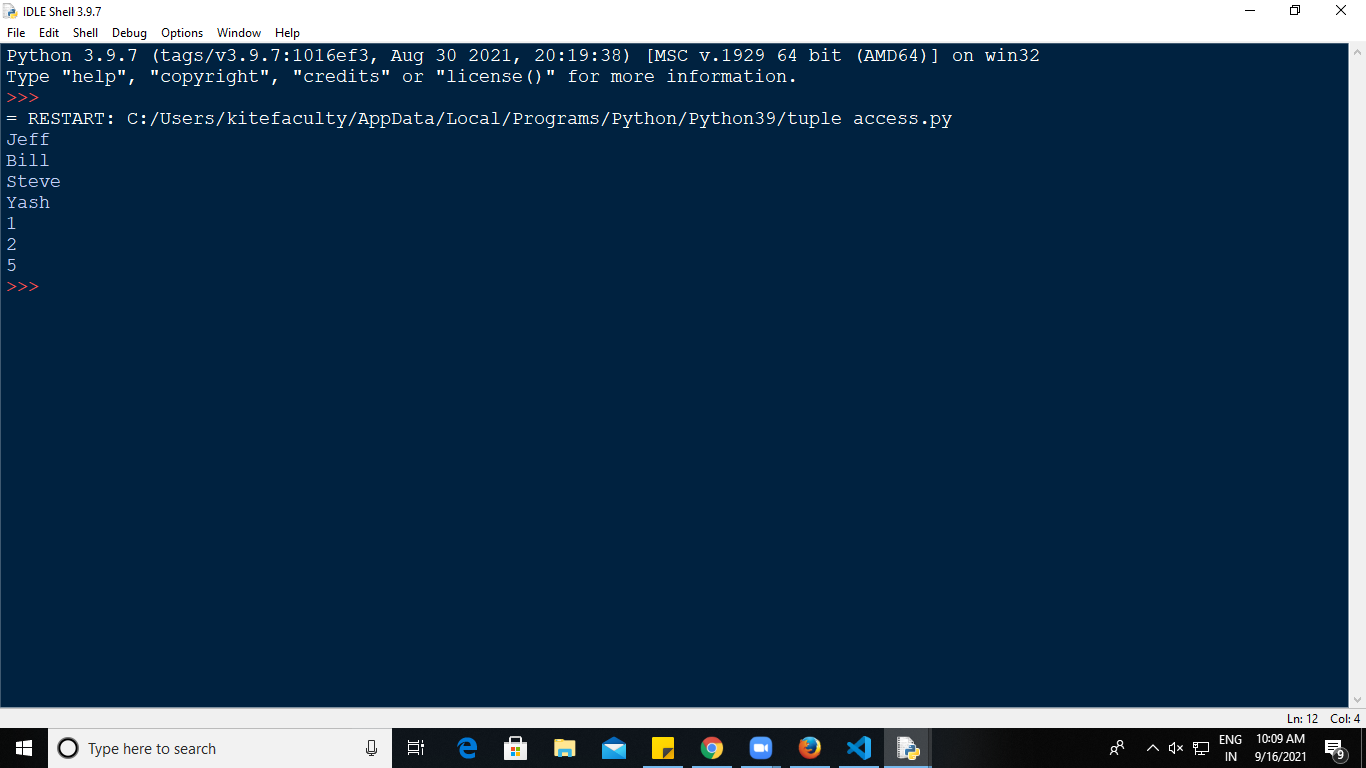 IDLE Shell 3.9.7
File Edit Shell Debug Options Window Help
Python 3.9.7 (tags/v3.9.7:1016ef3, Aug 30 2021, 20:19:38) [MSC v.1929 64 bit (AMD64)] on win32
Type "help", "copyright", "credits" or "license()" for more information.
>>>
= RESTART: C:/Users/kitefaculty/AppData/Local/Programs/Python/Python39/tuple access.py
Jeff
Bill
Steve
Yash
1
2
5
>>>
Ln: 12 Col: 4
Type here to search
ENG
IN
10:09 AM
9/16/2021
9